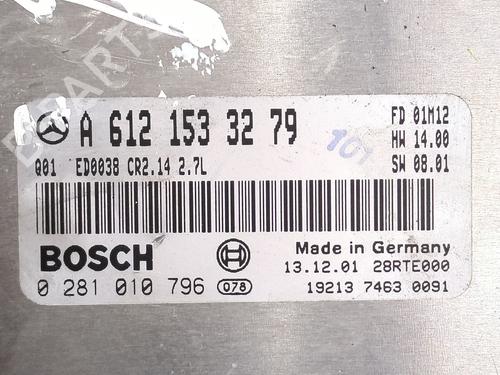 A 612 153 32 79
FD 01M12
HW 14.00
SW 08.01
Q01 ED0038 CR2.14 2.7L
101
BOSCH
Made in Germany
13.12.01 28RTE000
0 281 010 796 078
19213 7463 0091